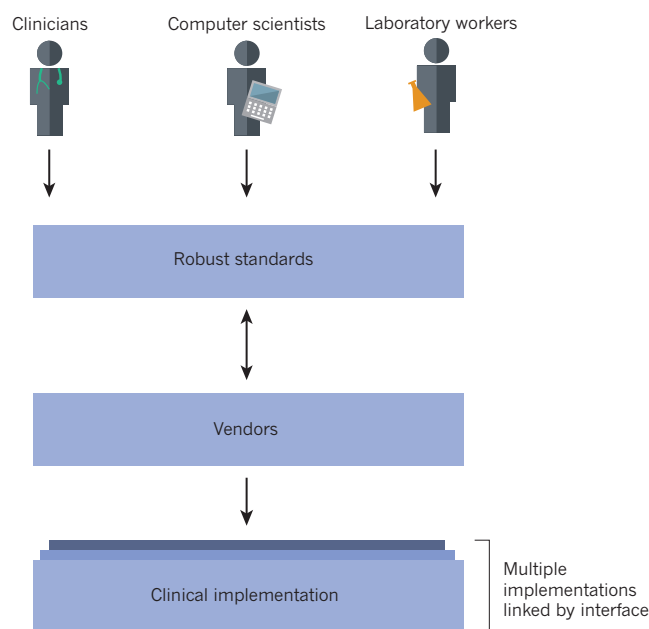 Clinicians
Computer scientists
Laboratory workers
Robust standards
Vendors
Clinical implementation
Multiple
implementations
linked by interface